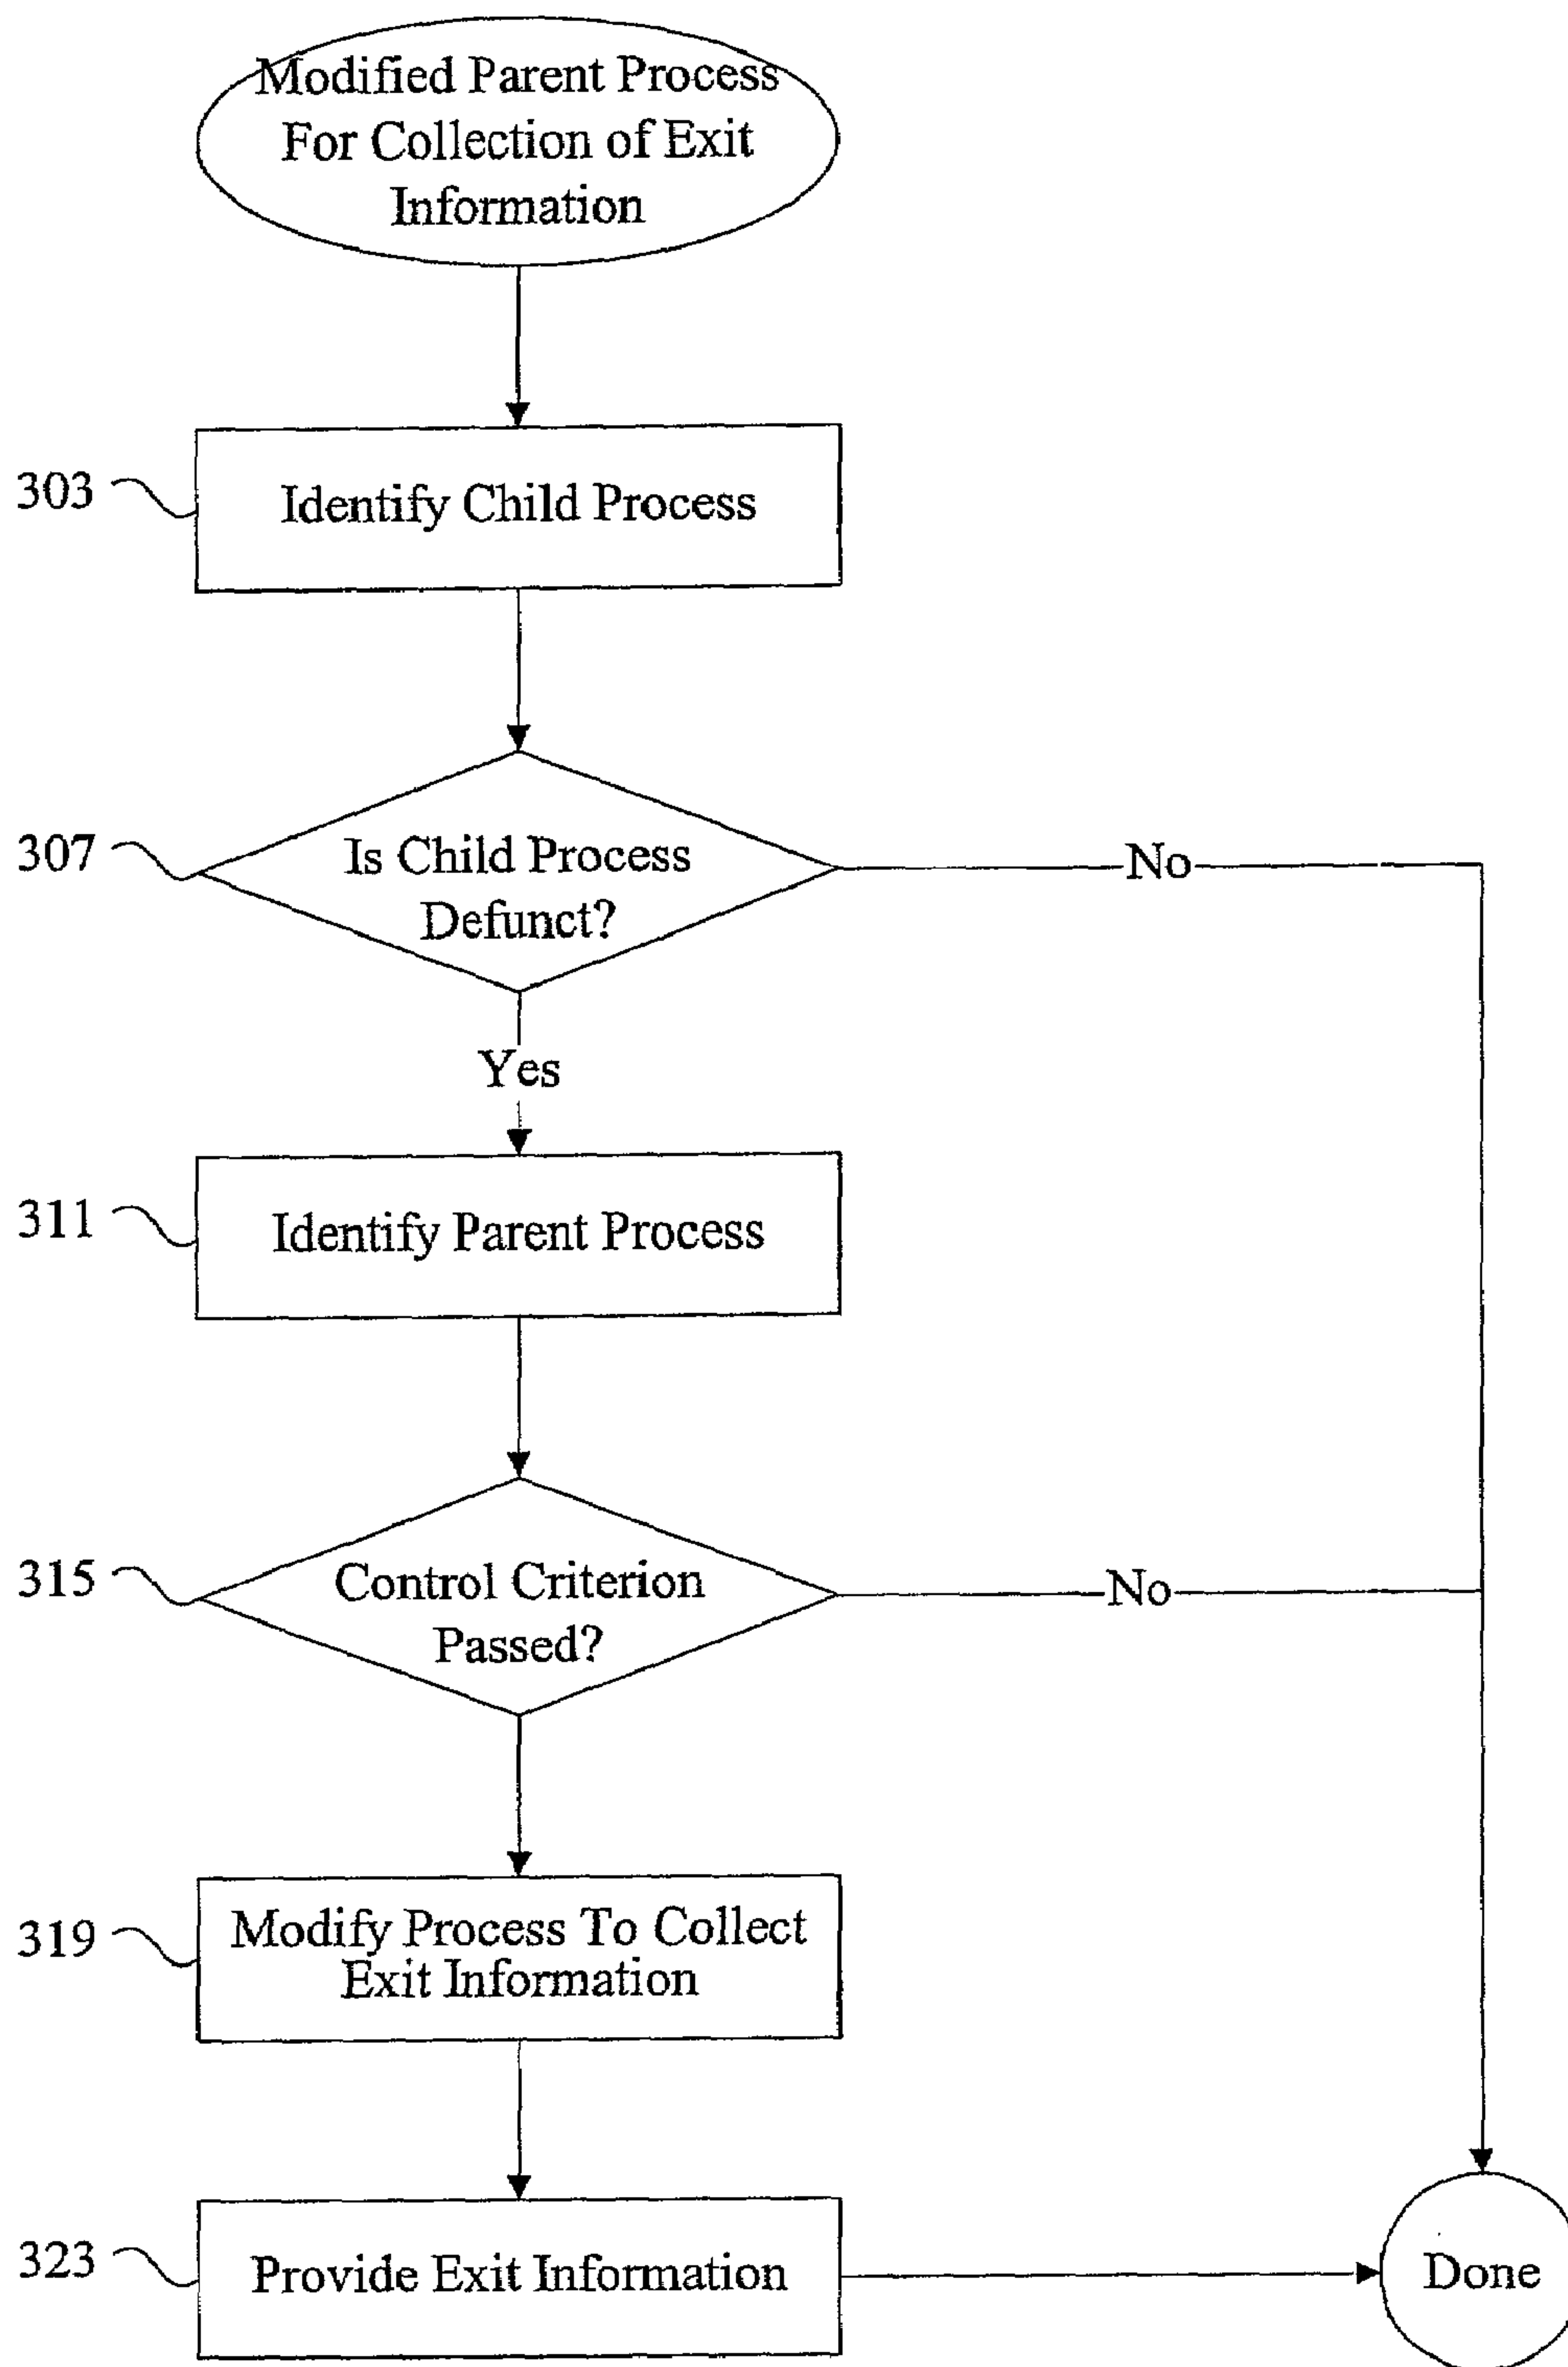 Modified Parent Process
For Collection of Exit
Information
303
Identify Child Process
307
Is Child Process
Defunct?
No
Yes
311
Identify Parent Process
315
Control Criterion
Passed?
No
319
Modify Process To Collect
Exit Information
323
Provide Exit Information
Done